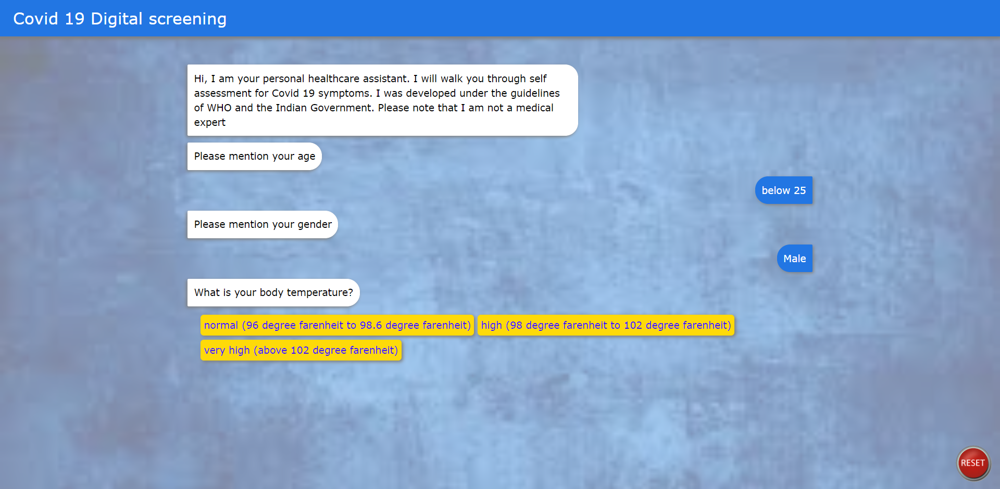 Covid 19 Digital screening
Hi, I am your personal healthcare assistant. I will walk you through self
assessment for Covid 19 symptoms. I was developed under the guidelines
of WHO and the Indian Government. Please note that I am not a medical
expert
Please mention your age
below 25
Please mention your gender
Male
What is your body temperature?
normal (96 degree farenheit to 98.6 degree farenheit) high (98 degree farenheit to 102 degree farenheit)
very high (above 102 degree farenheit)
RESET